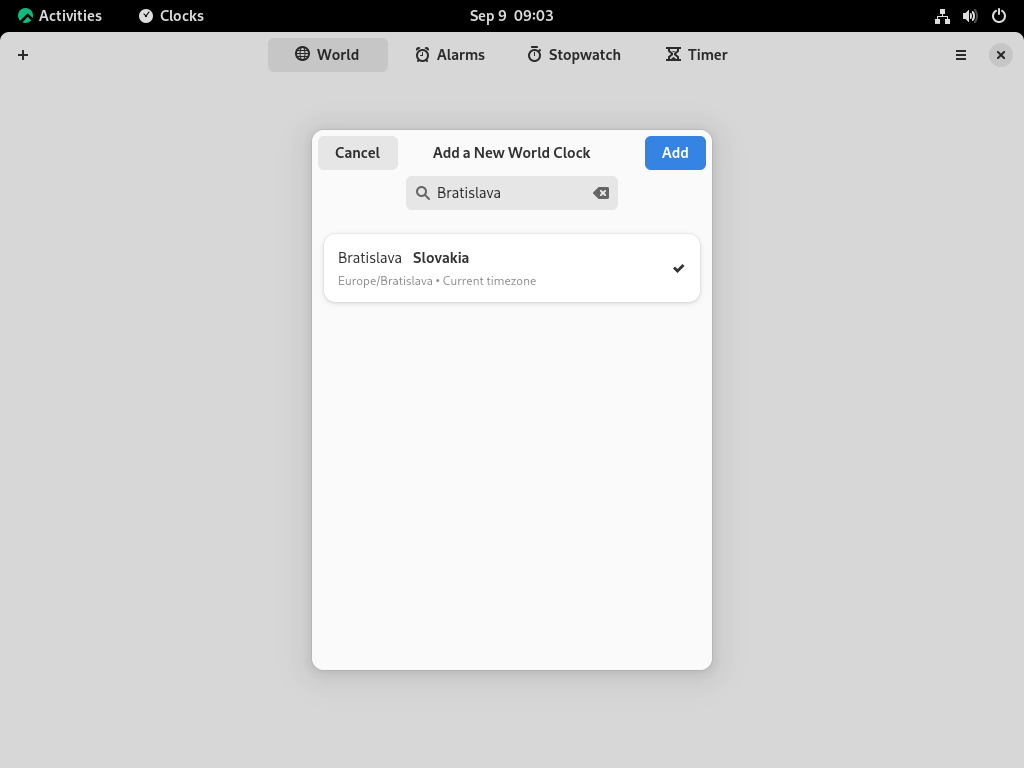 Activities Clocks Sep 9 09:03
World Alarms Stopwatch Timer
Cancel Add a New World Clock Add
Bratislava
Bratislava Slovakia
Europe/Bratislava • Current timezone